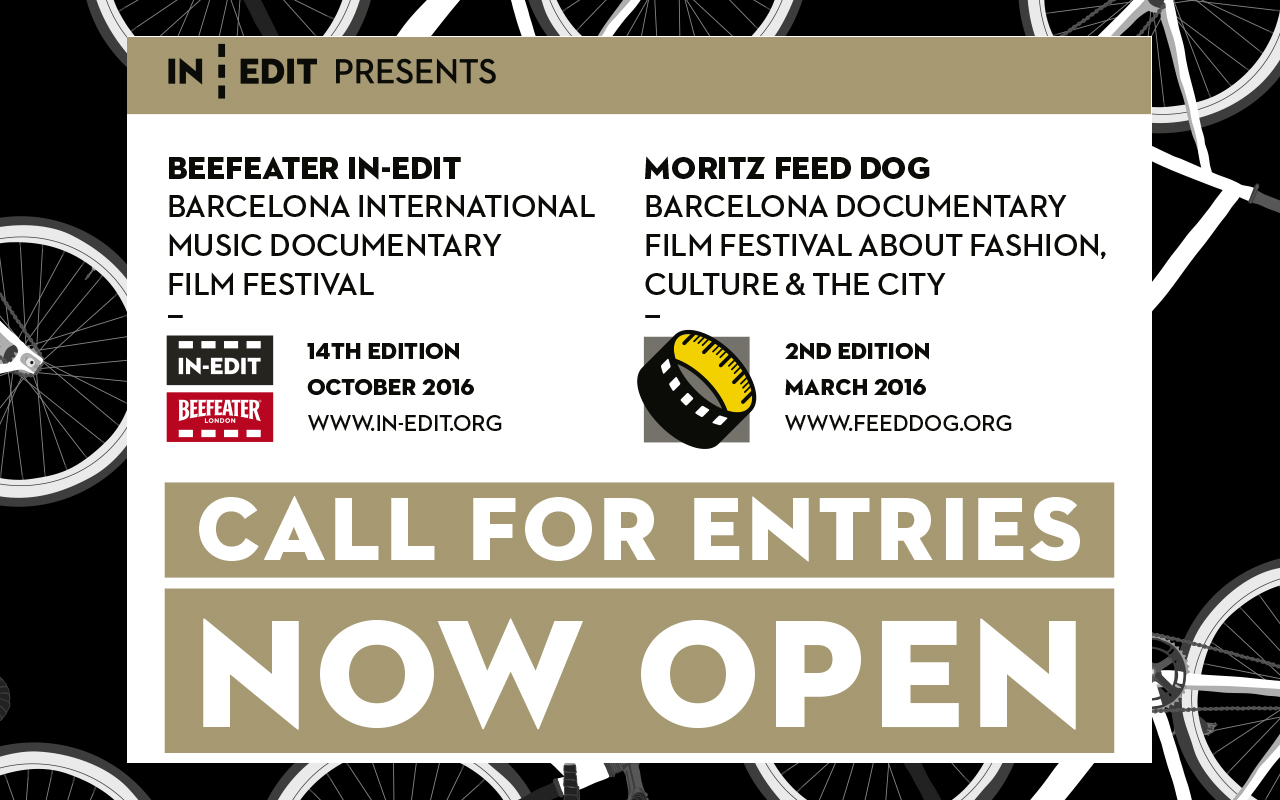 IN EDIT PRESENTS
BEEFEATER IN-EDIT
BARCELONA INTERNATIONAL
MUSIC DOCUMENTARY
FILM FESTIVAL
–
IN-EDIT
BEEFEATER
LONDON
14TH EDITION
OCTOBER 2016
WWW.IN-EDIT.ORG
MORITZ FEED DOG
BARCELONA DOCUMENTARY
FILM FESTIVAL ABOUT FASHION,
CULTURE & THE CITY
–
2ND EDITION
MARCH 2016
WWW.FEEDDOG.ORG
CALL FOR ENTRIES
NOW OPEN